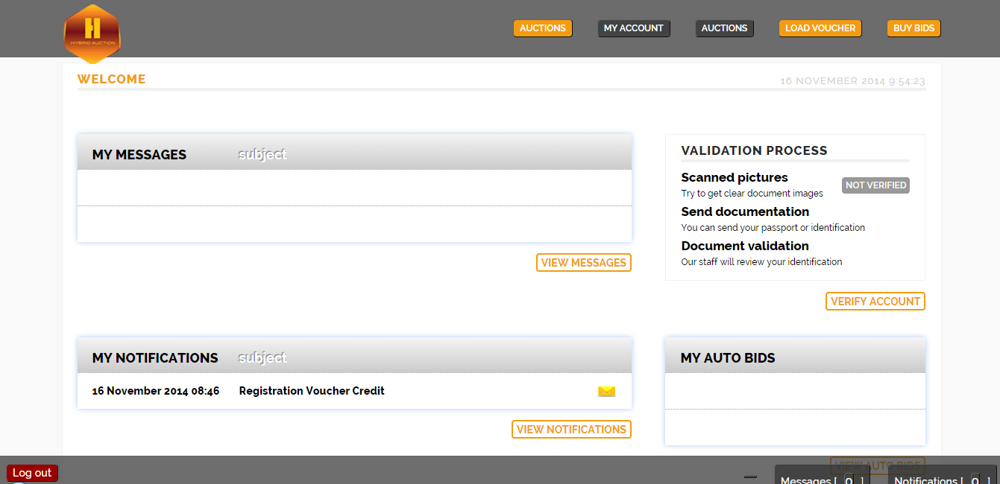 H
HYBRID AUCTION
AUCTIONS
MY ACCOUNT
AUCTIONS
LOAD VOUCHER
BUY BIDS
WELCOME
16 NOVEMBER 2014 9:54:23
MY MESSAGES subject
VIEW MESSAGES
VALIDATION PROCESS
Scanned pictures
NOT VERIFIED
Try to get clear document images
Send documentation
You can send your passport or identification
Document validation
Our staff will review your identification
VERIFY ACCOUNT
MY NOTIFICATIONS subject
16 November 2014 08:46 Registration Voucher Credit
VIEW NOTIFICATIONS
MY AUTO BIDS
VIEW AUTO BIDS
Log out
Messages [ 0 ]
Notifications [ 0 ]